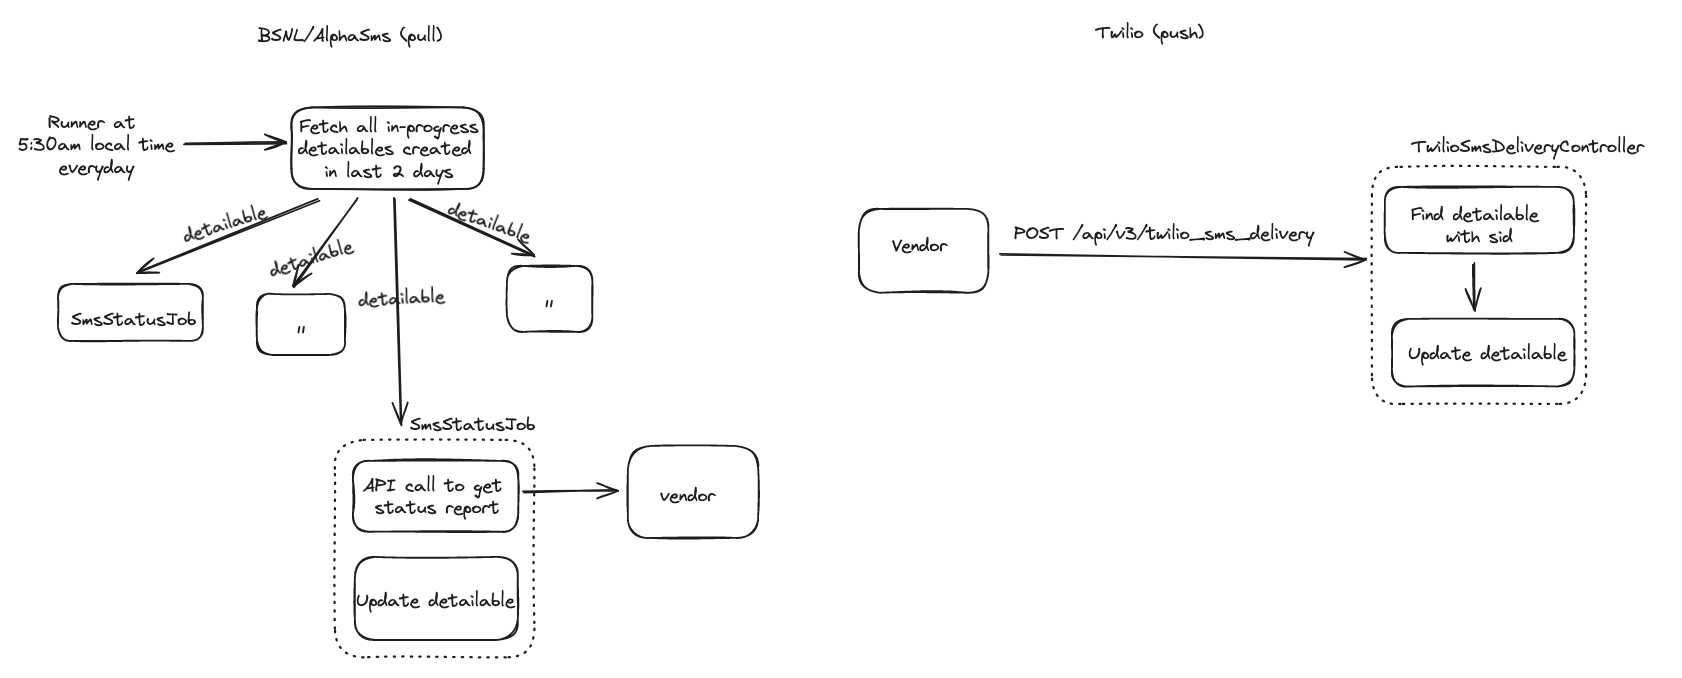 BSNL/AlphaSms (pull)
Runner at
5:30am local time
everyday
Fetch all in-progress
detailables created
in last 2 days
detailable
detailable
detailable
detailable
SmsStatusJob
"
"
SmsStatusJob
API call to get
status report
vendor
Update detailable
Twilio (push)
Vendor
POST /api/v3/twilio_sms_delivery
TwilioSmsDeliveryController
Find detailable
with sid
Update detailable